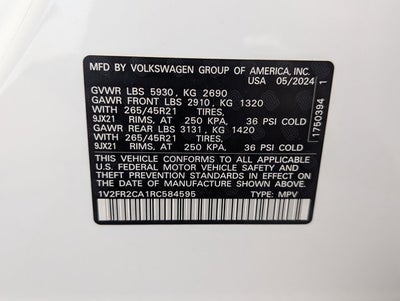 MFD BY VOLKSWAGEN GROUP OF AMERICA, INC.
USA 05/2024
GVWR LBS 5930, KG 2690
GAWR FRONT LBS 2910, KG 1320
WITH 265/45R21 TIRES,
9JX21 RIMS, AT 250 KPA, 36 PSI COLD
GAWR REAR LBS 3131, KG 1420
WITH 265/45R21 TIRES,
9JX21 RIMS, AT 250 KPA, 36 PSI COLD
THIS VEHICLE CONFORMS TO ALL APPLICABLE
U.S. FEDERAL MOTOR VEHICLE SAFETY STANDARDS
IN EFFECT ON THE DATE OF MANUFACTURE
SHOWN ABOVE.
1V2FR2CA1RC584595 TYPE: MPV
1750394 1